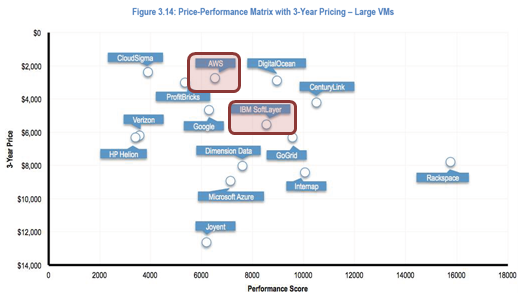 Figure 3.14: Price-Performance Matrix with 3-Year Pricing – Large VMs
$0
$2,000
$4,000
$6,000
$8,000
$10,000
$12,000
$14,000
3-Year Price
CloudSigma
AWS
DigitalOcean
CenturyLink
ProfitBricks
IBM SoftLayer
Verizon
Google
HP Helion
Dimension Data
GoGrid
Rackspace
Internap
Microsoft Azure
Joyent
0
2000
4000
6000
8000
10000
12000
14000
16000
18000
Performance Score